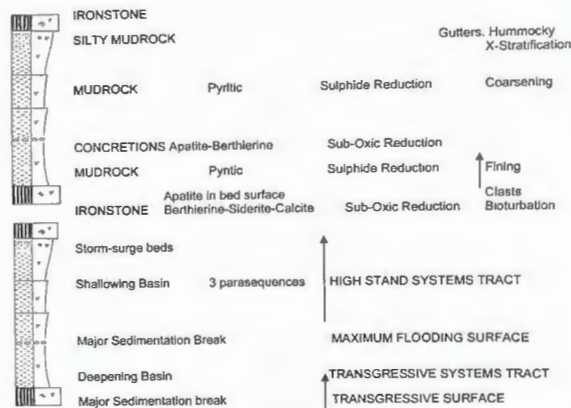 IRONSTONE
SILTY MUDROCK
Gutters. Hummocky
X-Stratification
MUDROCK Pyritic Sulphide Reduction Coarsening
CONCRETIONS Apatite-Berthierine Sub-Oxic Reduction
MUDROCK Pyntic Sulphide Reduction Fining
Apatite in bed surface Clasts
IRONSTONE Berthierine-Siderite-Calcite Sub-Oxic Reduction Bioturbation
Storm-surge beds
Shallowing Basin 3 parasequences HIGH STAND SYSTEMS TRACT
Major Sedimentation Break MAXIMUM FLOODING SURFACE
Deepening Basin TRANSGRESSIVE SYSTEMS TRACT
Major Sedimentation break TRANSGRESSIVE SURFACE